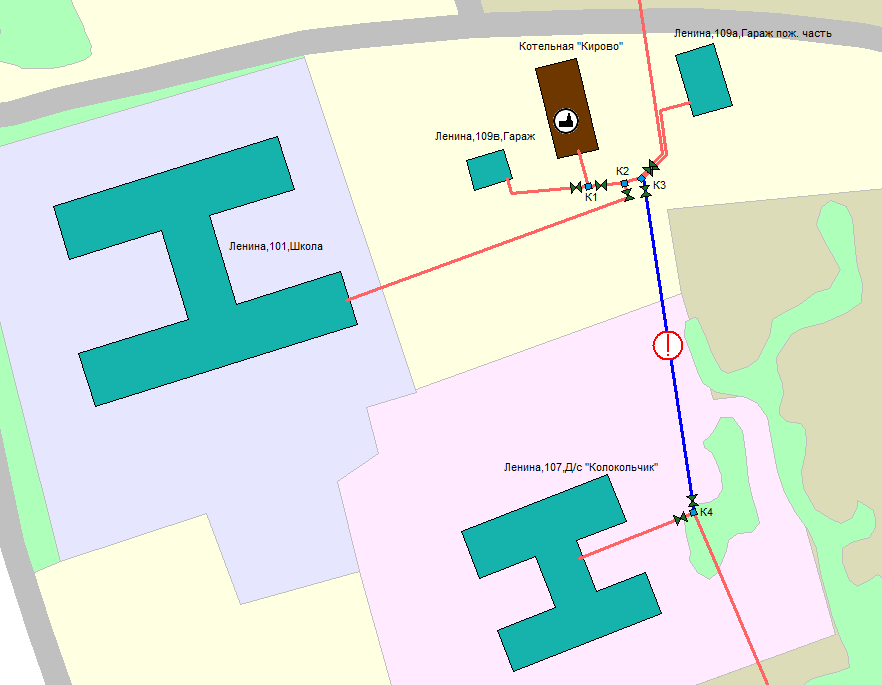 Ленина,109а,Гараж пож. часть
Котельная "Кирово"
Ленина,109в,Гараж
К2
К3
К1
Ленина,101,Школа
Ленина,107,Д/с "Колокольчик"
К4